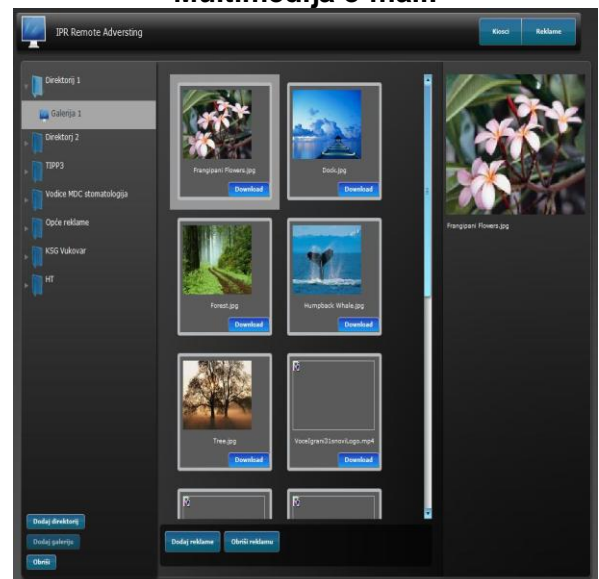 IPR Remote Adversting
Kiosci
Reklame
Direktorij 1
Galerija 1
Direktorij 2
TIPP3
Vodice MDC stomatologija
Opće reklame
KSG Vukovar
HT
Frangipani Flowers.jpg
Download
Dock.jpg
Download
Forest.jpg
Download
Humpback Whale.jpg
Download
Tree.jpg
Download
Download
Frangipani Flowers.jpg
Dodaj direktorij
Dodaj galeriju
Obriši
Dodaj reklame
Obriši reklamu